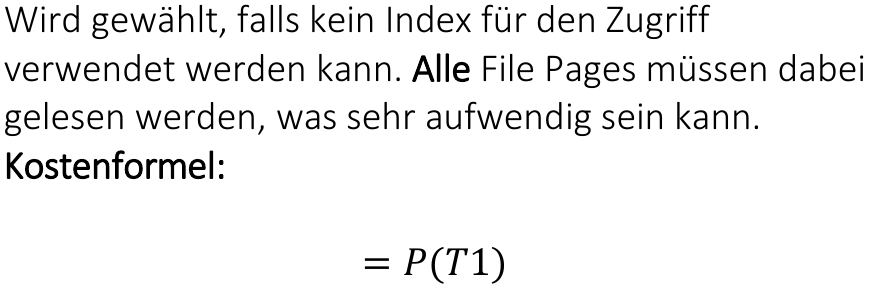 Wird gewählt, falls kein Index für den Zugriff
verwendet werden kann. Alle File Pages müssen dabei
gelesen werden, was sehr aufwendig sein kann.
Kostenformel:
= P(T1)